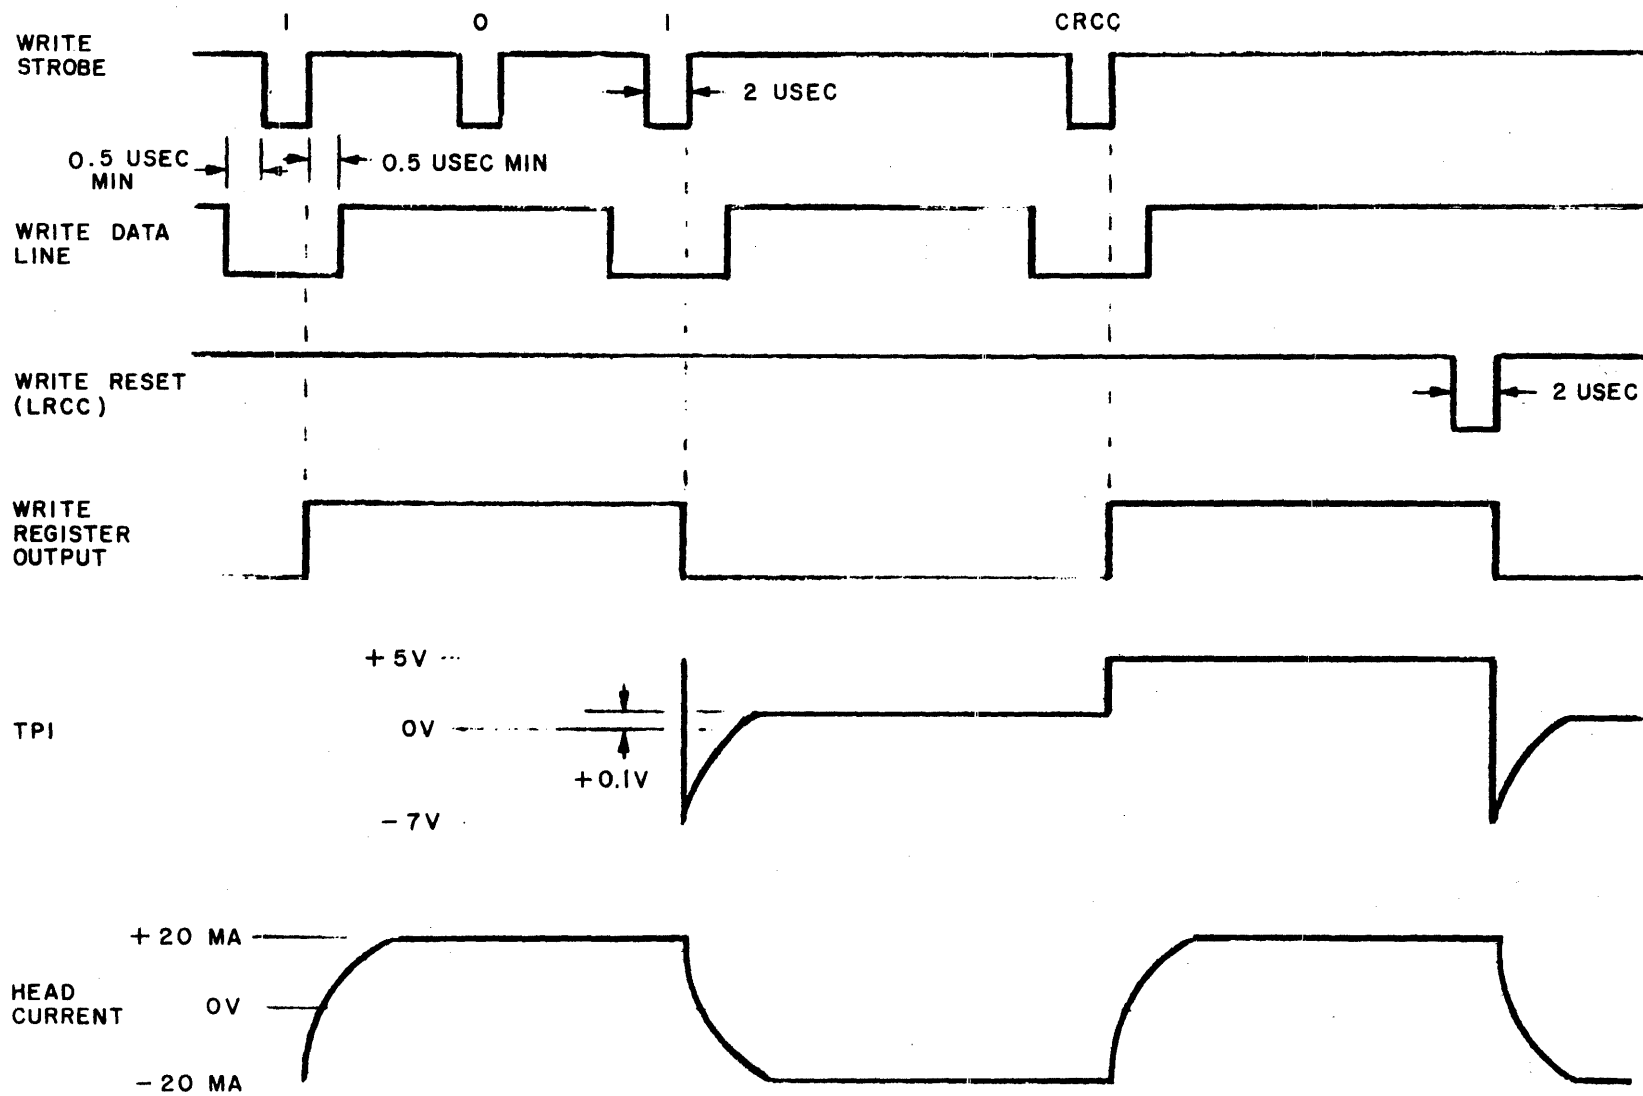 1 0 1 CRCC
WRITE
STROBE
2 USEC
0.5 USEC
MIN
0.5 USEC MIN
WRITE DATA
LINE
WRITE RESET
(LRCC)
2 USEC
WRITE
REGISTER
OUTPUT
+5V
TP1
0V
+0.1V
-7V
+20 MA
HEAD
CURRENT
0V
-20 MA